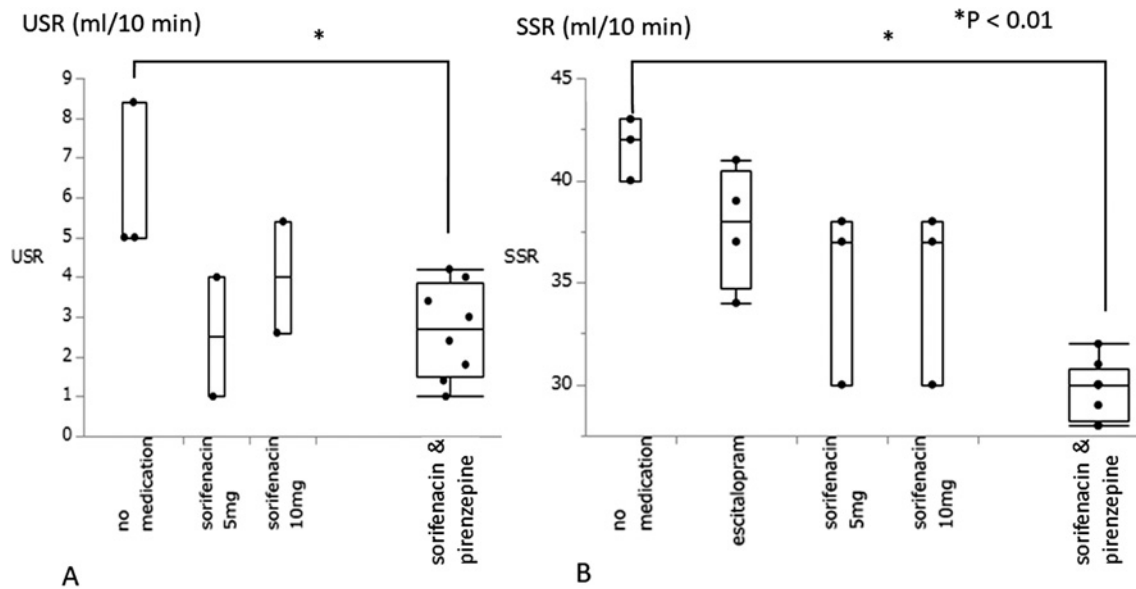 USR (ml/10 min)
*
9
8
7
6
5
4
3
2
1
0
USR
no
medication
sorifenacin
5mg
sorifenacin
10mg
sorifenacin &
pirenzepine
A
SSR (ml/10 min)
*
*P < 0.01
45
40
35
30
SSR
no
medication
escitalopram
sorifenacin
5mg
sorifenacin
10mg
sorifenacin &
pirenzepine
B